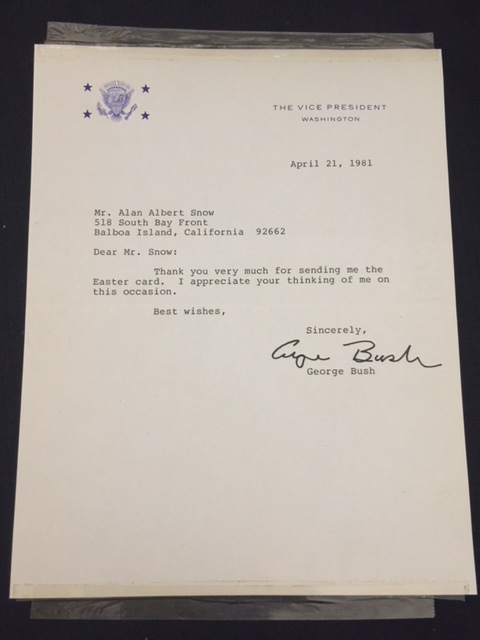 THE VICE PRESIDENT
WASHINGTON
April 21, 1981
Mr. Alan Albert Snow
518 South Bay Front
Balboa Island, California 92662
Dear Mr. Snow:
Thank you very much for sending me the
Easter card. I appreciate your thinking of me on
this occasion.
Best wishes,
Sincerely,
George Bush
George Bush